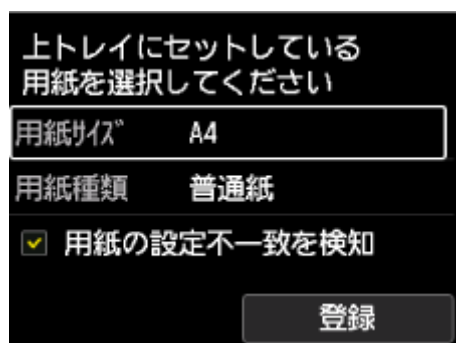 上トレイにセットしている
用紙を選択してください
用紙ｻｲｽﾞ A4
用紙種類 普通紙
用紙の設定不一致を検知
登録